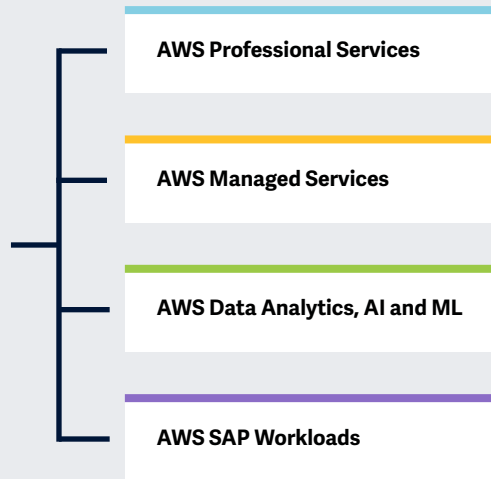 AWS Professional Services
AWS Managed Services
AWS Data Analytics, AI and ML
AWS SAP Workloads